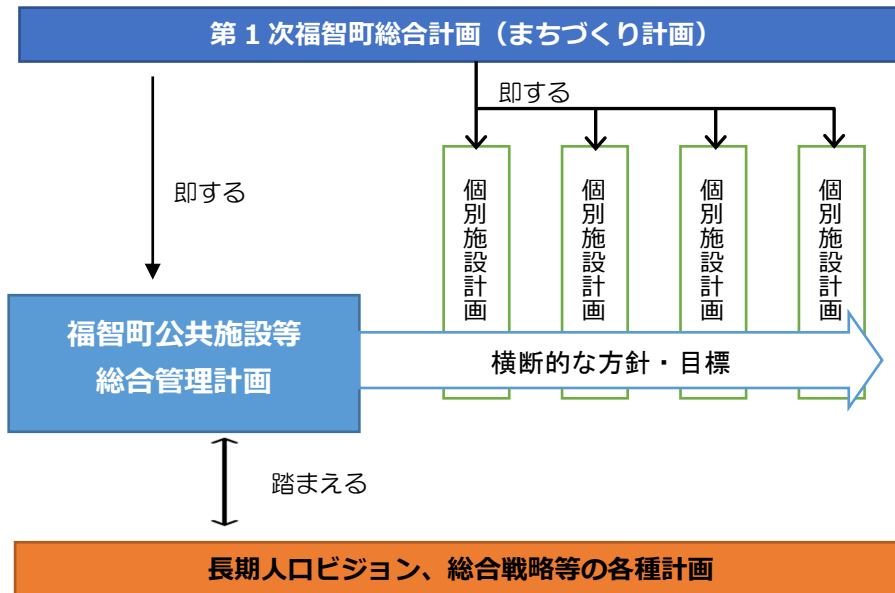 第1次福智町総合計画（まちづくり計画）
即する
即する
個別施設計画
個別施設計画
個別施設計画
個別施設計画
福智町公共施設等
総合管理計画
横断的な方針・目標
踏まえる
長期人口ビジョン、総合戦略等の各種計画